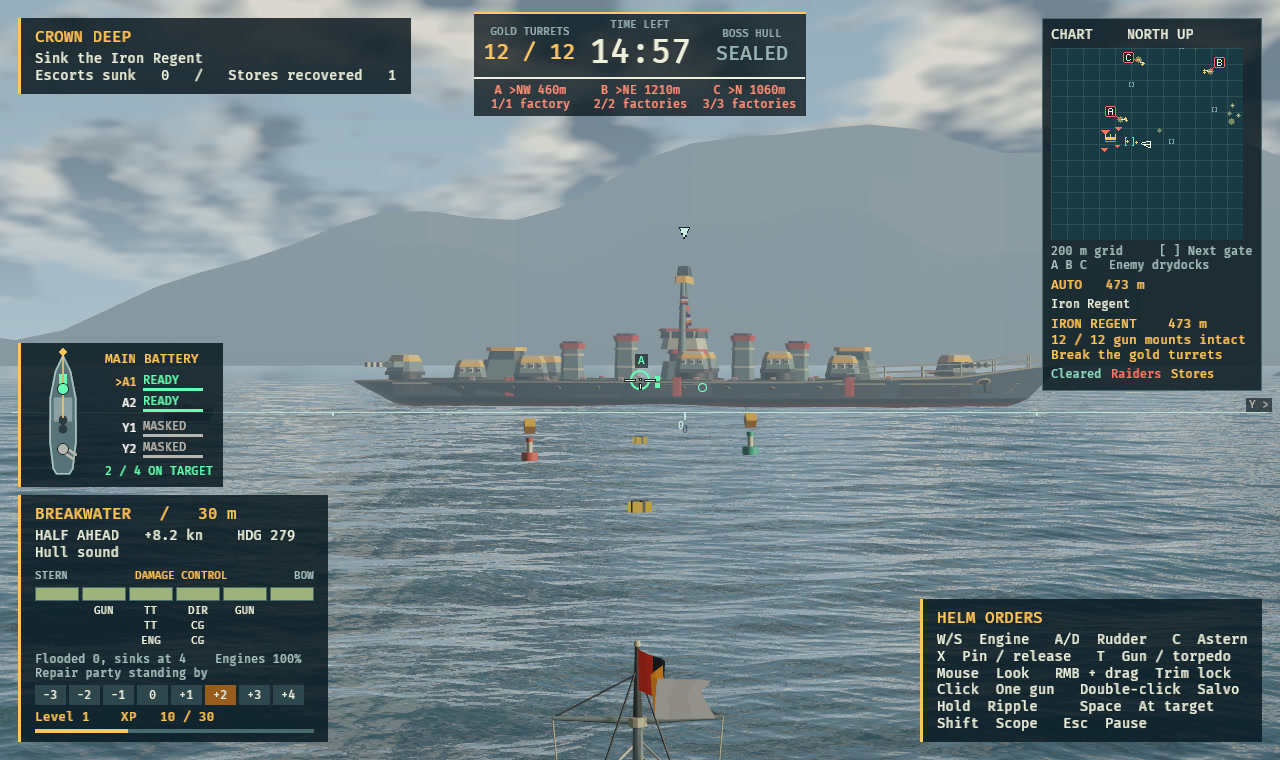 CROWN DEEP
Sink the Iron Regent
Escorts sunk 0 / Stores recovered 1
GOLD TURRETS
12 / 12
TIME LEFT
14:57
BOSS HULL
SEALED
A >NW 460m
1/1 factory
B >NE 1210m
2/2 factories
C >N 1060m
3/3 factories
CHART NORTH UP
C
B
A
200 m grid [ ] Next gate
A B C Enemy drydocks
AUTO 473 m
Iron Regent
IRON REGENT 473 m
12 / 12 gun mounts intact
Break the gold turrets
Cleared Raiders Stores
Y >
A
0
MAIN BATTERY
>A1 READY
A2 READY
Y1 MASKED
Y2 MASKED
2 / 4 ON TARGET
BREAKWATER / 30 m
HALF AHEAD +8.2 kn HDG 279
Hull sound
STERN DAMAGE CONTROL BOW
GUN TT DIR GUN
TT CG
ENG CG
Flooded 0, sinks at 4 Engines 100%
Repair party standing by
-3 -2 -1 0 +1 +2 +3 +4
Level 1 XP 10 / 30
HELM ORDERS
W/S Engine A/D Rudder C Astern
X Pin / release T Gun / torpedo
Mouse Look RMB + drag Trim lock
Click One gun Double-click Salvo
Hold Ripple Space At target
Shift Scope Esc Pause